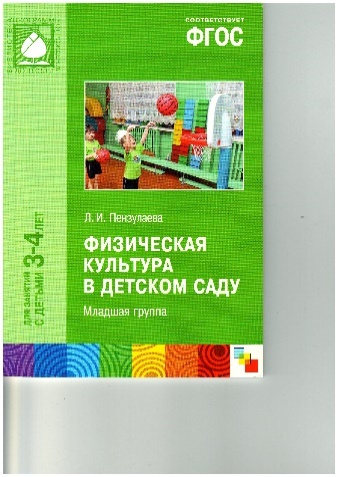 СООТВЕТСТВУЕТ
ФГОС
ДЛЯ ЗАНЯТИЙ
С ДЕТЬМИ 3-4 ЛЕТ
Л. И. Пензулаева
ФИЗИЧЕСКАЯ
КУЛЬТУРА
В ДЕТСКОМ САДУ
Младшая группа